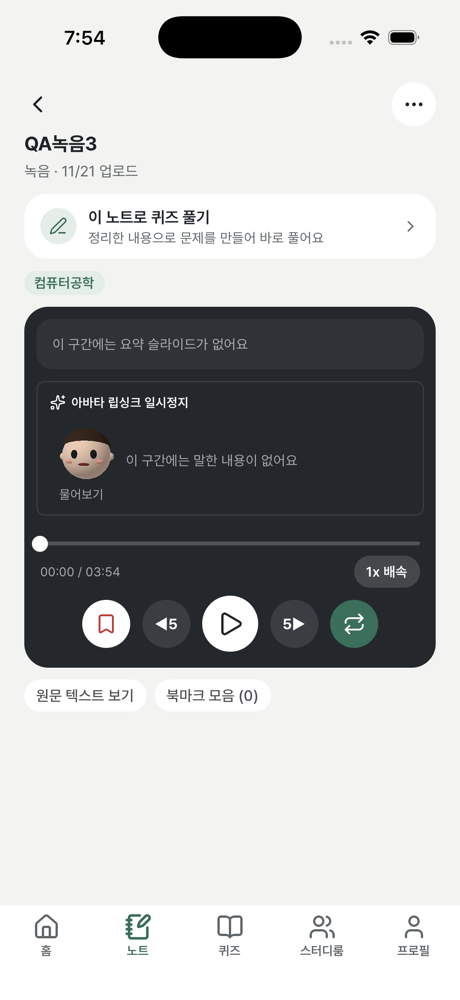 7:54
QA녹음3
녹음 · 11/21 업로드
이 노트로 퀴즈 풀기
정리한 내용으로 문제를 만들어 바로 풀어요
컴퓨터공학
이 구간에는 요약 슬라이드가 없어요
아바타 립싱크 일시정지
이 구간에는 말한 내용이 없어요
물어보기
00:00 / 03:54
1x 배속
◀5
5▶
원문 텍스트 보기
북마크 모음 (0)
홈
노트
퀴즈
스터디룸
프로필